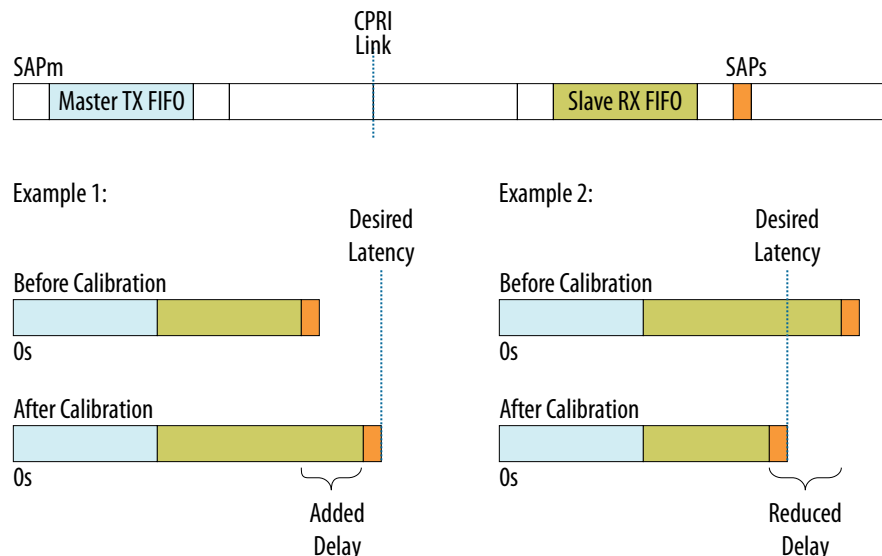 CPRI
Link
SAPm
SAPs
Master TX FIFO
Slave RX FIFO
Example 1:
Desired
Latency
Before Calibration
0s
After Calibration
0s
Added
Delay
Example 2:
Desired
Latency
Before Calibration
0s
After Calibration
0s
Reduced
Delay